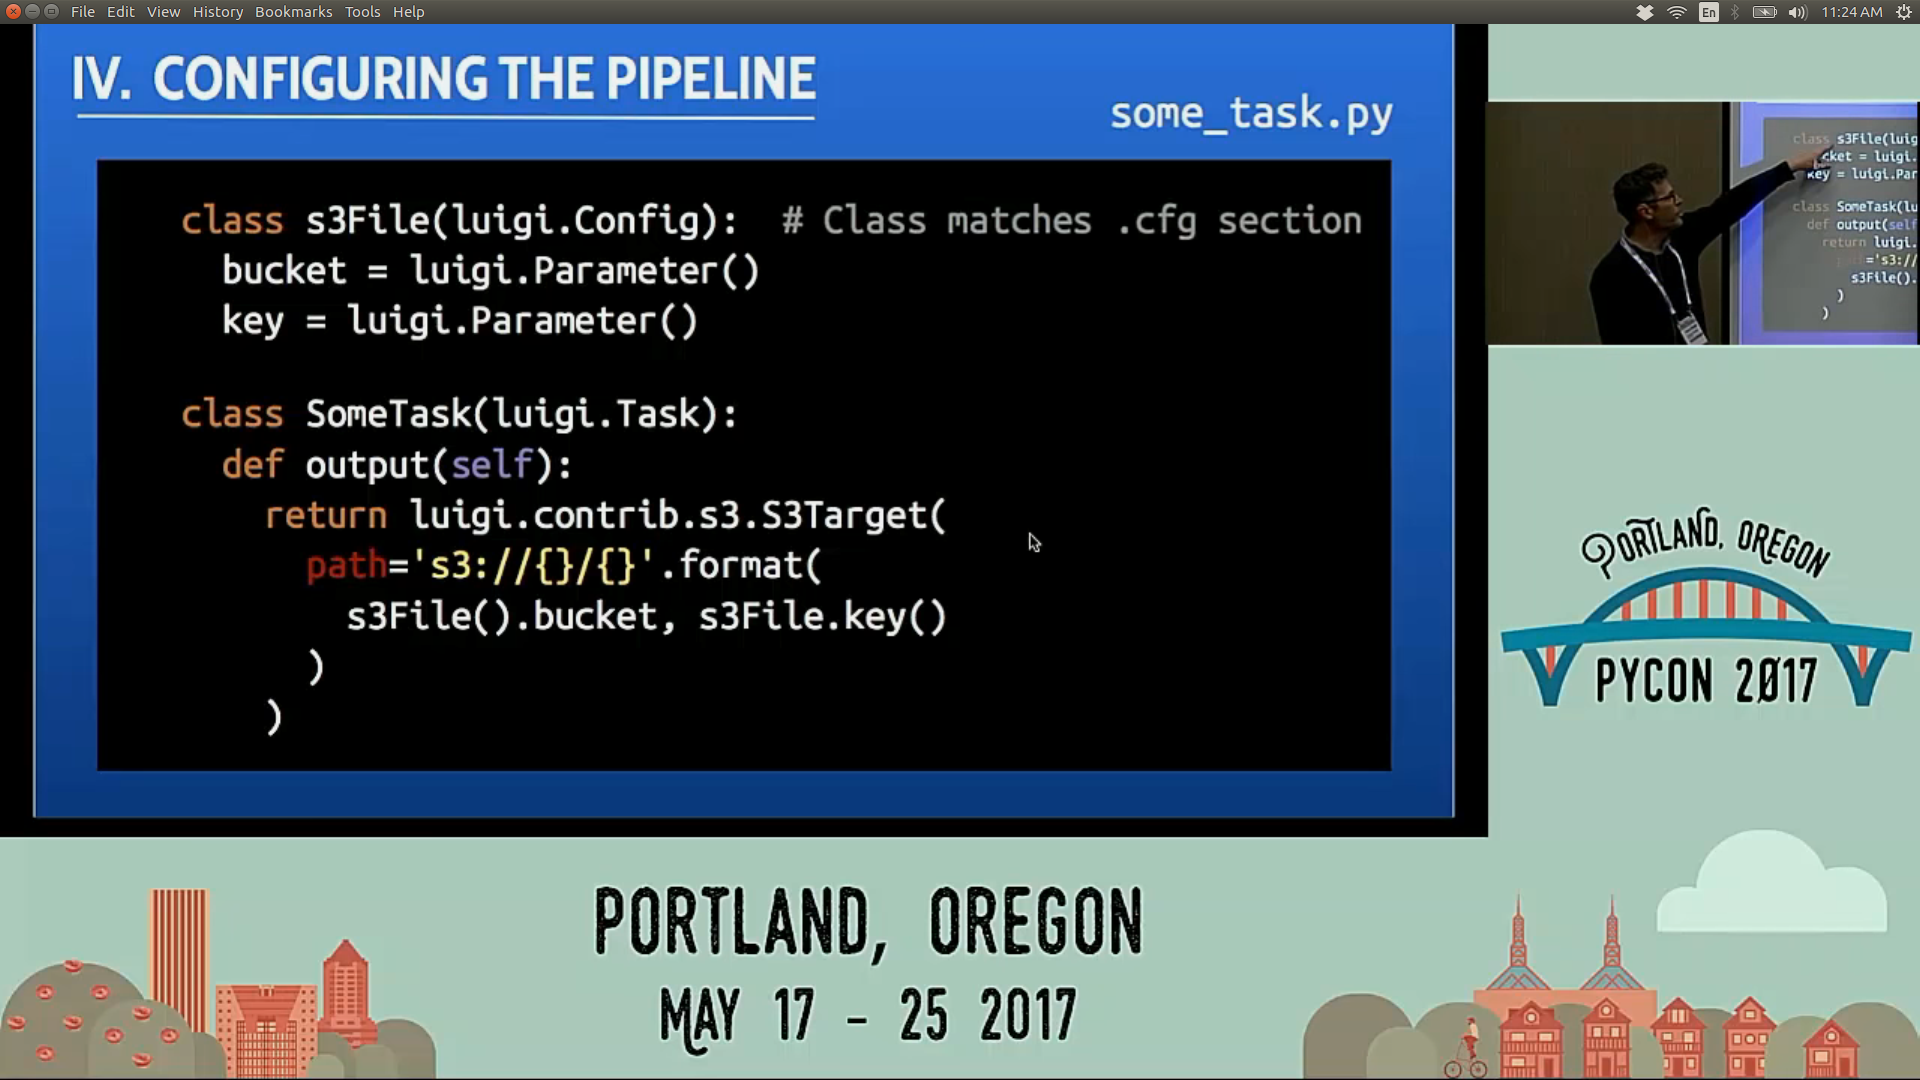 File Edit View History Bookmarks Tools Help
En
11:24 AM
IV. CONFIGURING THE PIPELINE
some_task.py
class s3File(luigi.Config):  # Class matches .cfg section
bucket = luigi.Parameter()
key = luigi.Parameter()
class SomeTask(luigi.Task):
def output(self):
return luigi.contrib.s3.S3Target(
path='s3://{}/{}'.format(
s3File().bucket, s3File.key()
)
)
class s3File(luig
cket = luigi.
key = luigi.Par
class SomeTask(lu
def output(self
return luigi.
path='s3://
s3File().
)
)
PORTLAND, OREGON
PYCON 2017
PORTLAND, OREGON
MAY 17 - 25 2017